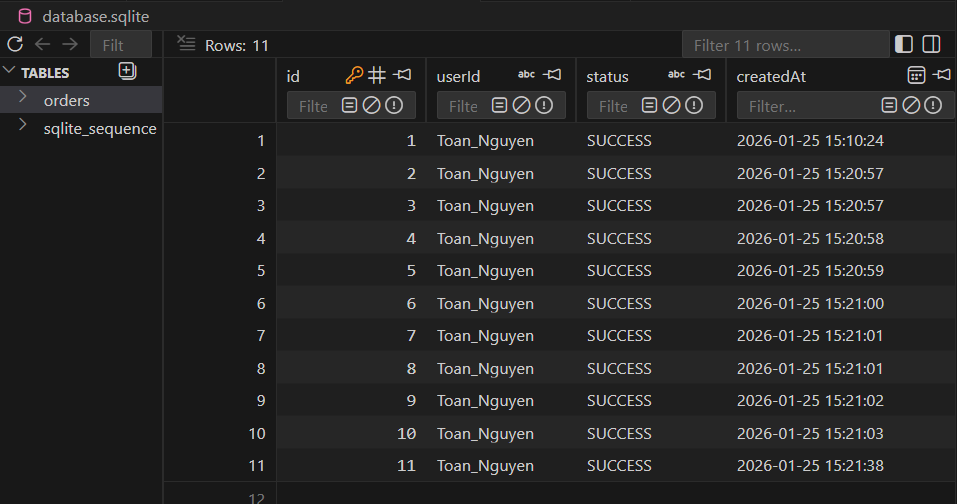 database.sqlite
Filt
Rows: 11
Filter 11 rows...
TABLES
orders
sqlite_sequence
id userId abc status abc createdAt
Filte Filte Filte Filter...
1 1 Toan_Nguyen SUCCESS 2026-01-25 15:10:24
2 2 Toan_Nguyen SUCCESS 2026-01-25 15:20:57
3 3 Toan_Nguyen SUCCESS 2026-01-25 15:20:57
4 4 Toan_Nguyen SUCCESS 2026-01-25 15:20:58
5 5 Toan_Nguyen SUCCESS 2026-01-25 15:20:59
6 6 Toan_Nguyen SUCCESS 2026-01-25 15:21:00
7 7 Toan_Nguyen SUCCESS 2026-01-25 15:21:01
8 8 Toan_Nguyen SUCCESS 2026-01-25 15:21:01
9 9 Toan_Nguyen SUCCESS 2026-01-25 15:21:02
10 10 Toan_Nguyen SUCCESS 2026-01-25 15:21:03
11 11 Toan_Nguyen SUCCESS 2026-01-25 15:21:38
12